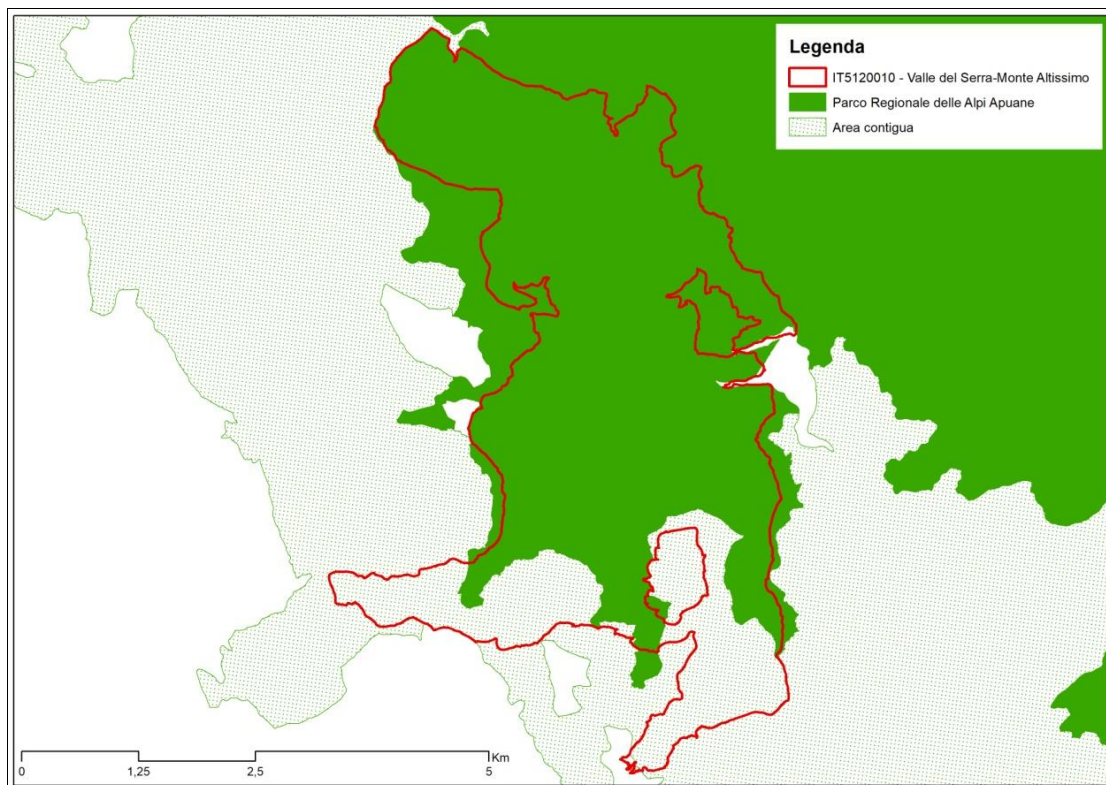 Legenda
IT5120010 - Valle del Serra-Monte Altissimo
Parco Regionale delle Alpi Apuane
Area contigua
Km
0 1,25 2,5 5